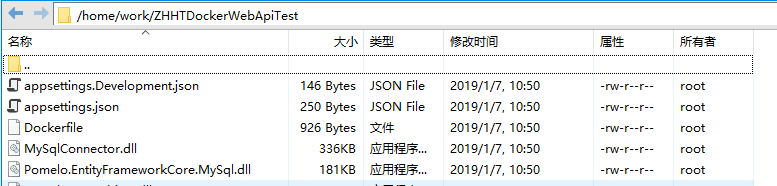 /home/work/ZHHTDockerWebApiTest
名称 大小 类型 修改时间 属性 所有者
..
appsettings.Development.json 146 Bytes JSON File 2019/1/7, 10:50 -rw-r--r-- root
appsettings.json 250 Bytes JSON File 2019/1/7, 10:50 -rw-r--r-- root
Dockerfile 926 Bytes 文件 2019/1/7, 10:50 -rw-r--r-- root
MySqlConnector.dll 336KB 应用程序... 2019/1/7, 10:50 -rw-r--r-- root
Pomelo.EntityFrameworkCore.MySql.dll 181KB 应用程序... 2019/1/7, 10:50 -rw-r--r-- root